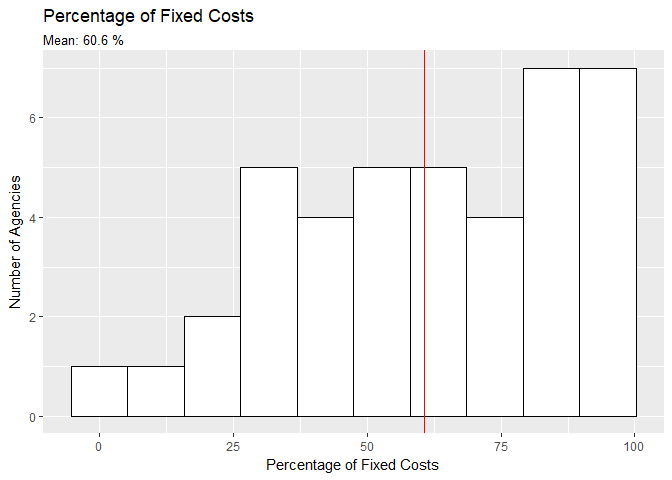 Percentage of Fixed Costs
Mean: 60.6 %
Number of Agencies
6
4
2
0
0 25 50 75 100
Percentage of Fixed Costs